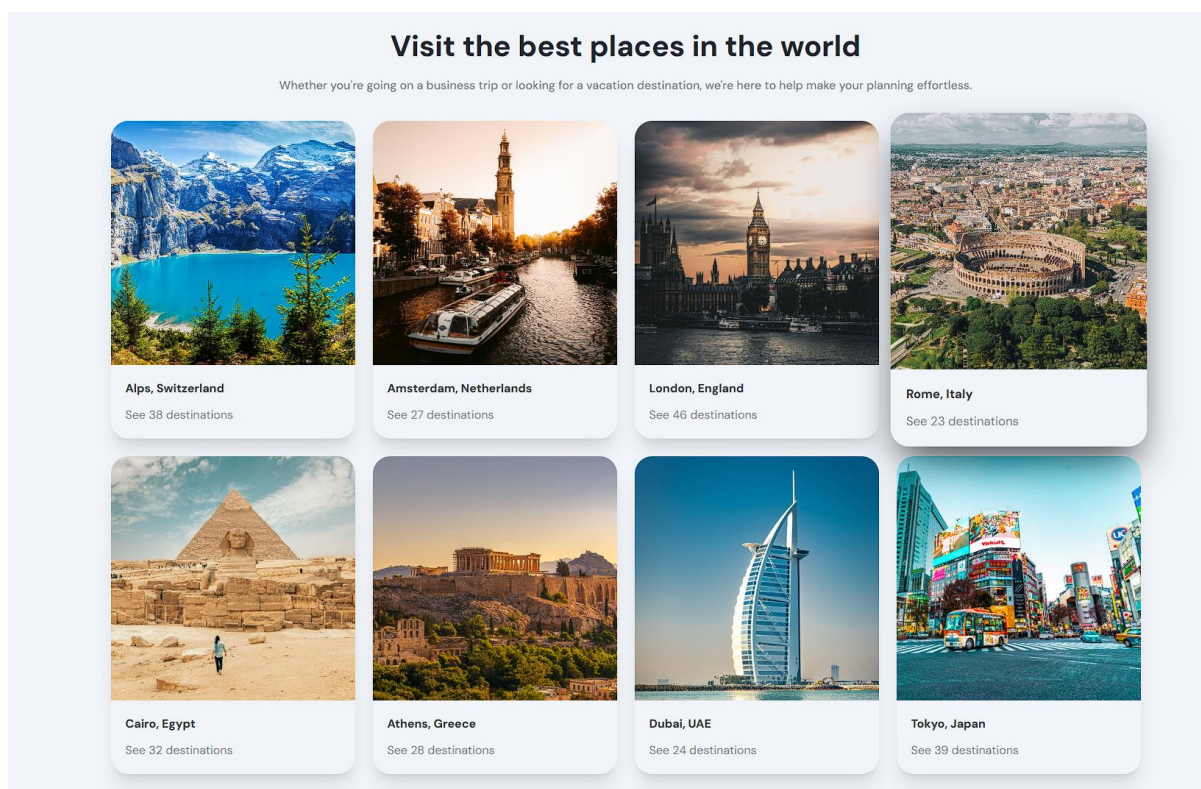 Visit the best places in the world
Whether you're going on a business trip or looking for a vacation destination, we're here to help make your planning effortless.
Alps, Switzerland
See 38 destinations
Amsterdam, Netherlands
See 27 destinations
London, England
See 46 destinations
Rome, Italy
See 23 destinations
Cairo, Egypt
See 32 destinations
Athens, Greece
See 28 destinations
Dubai, UAE
See 24 destinations
Yakult
Tokyo, Japan
See 39 destinations